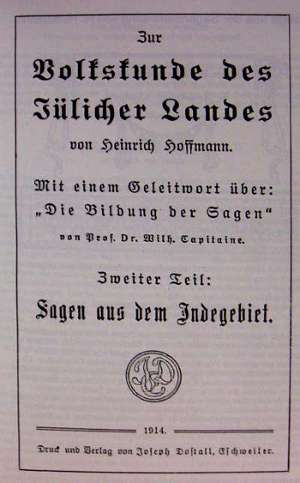 Zur
Volkskunde des
Jülicher Landes
von Heinrich Hoffmann.
Mit einem Geleitwort über:
„Die Bildung der Sagen“
von Prof. Dr. Wilh. Capitaine.
Zweiter Teil:
Sagen aus dem Indegebiet.
1914.
Druck und Verlag von Joseph Dostall, Eschweiler.